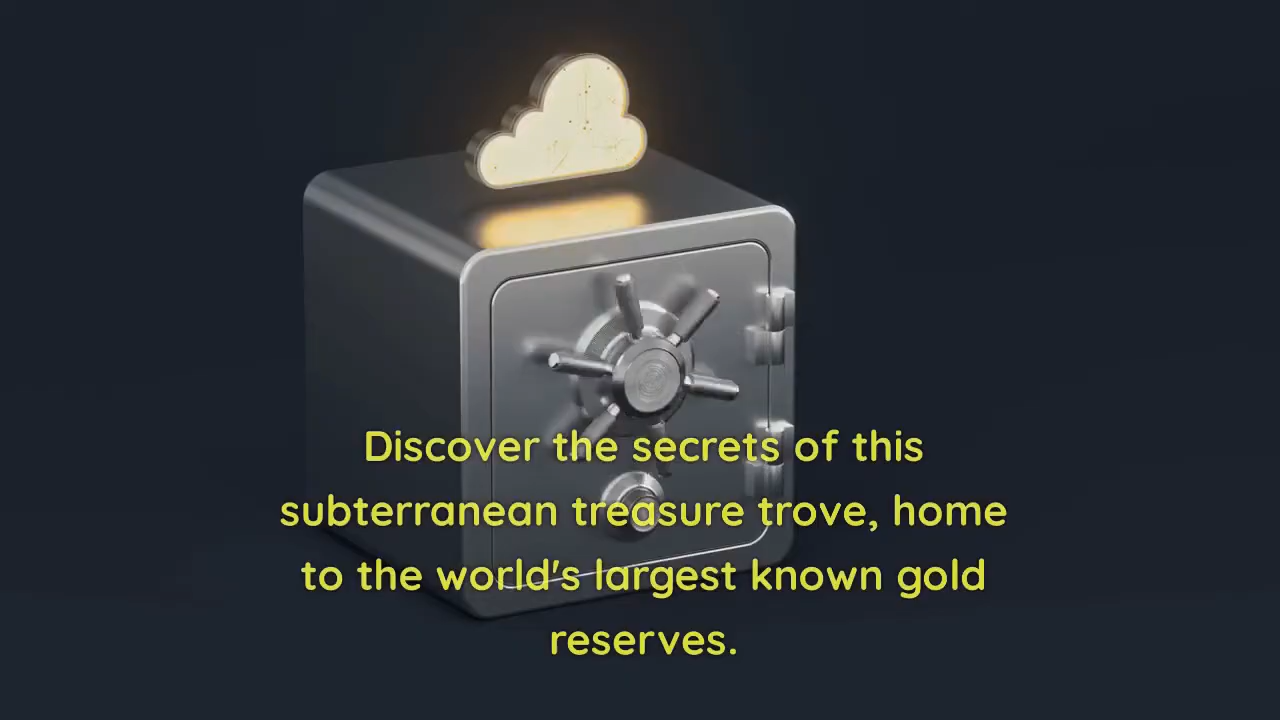 Discover the secrets of this
subterranean treasure trove, home
to the world's largest known gold
reserves.